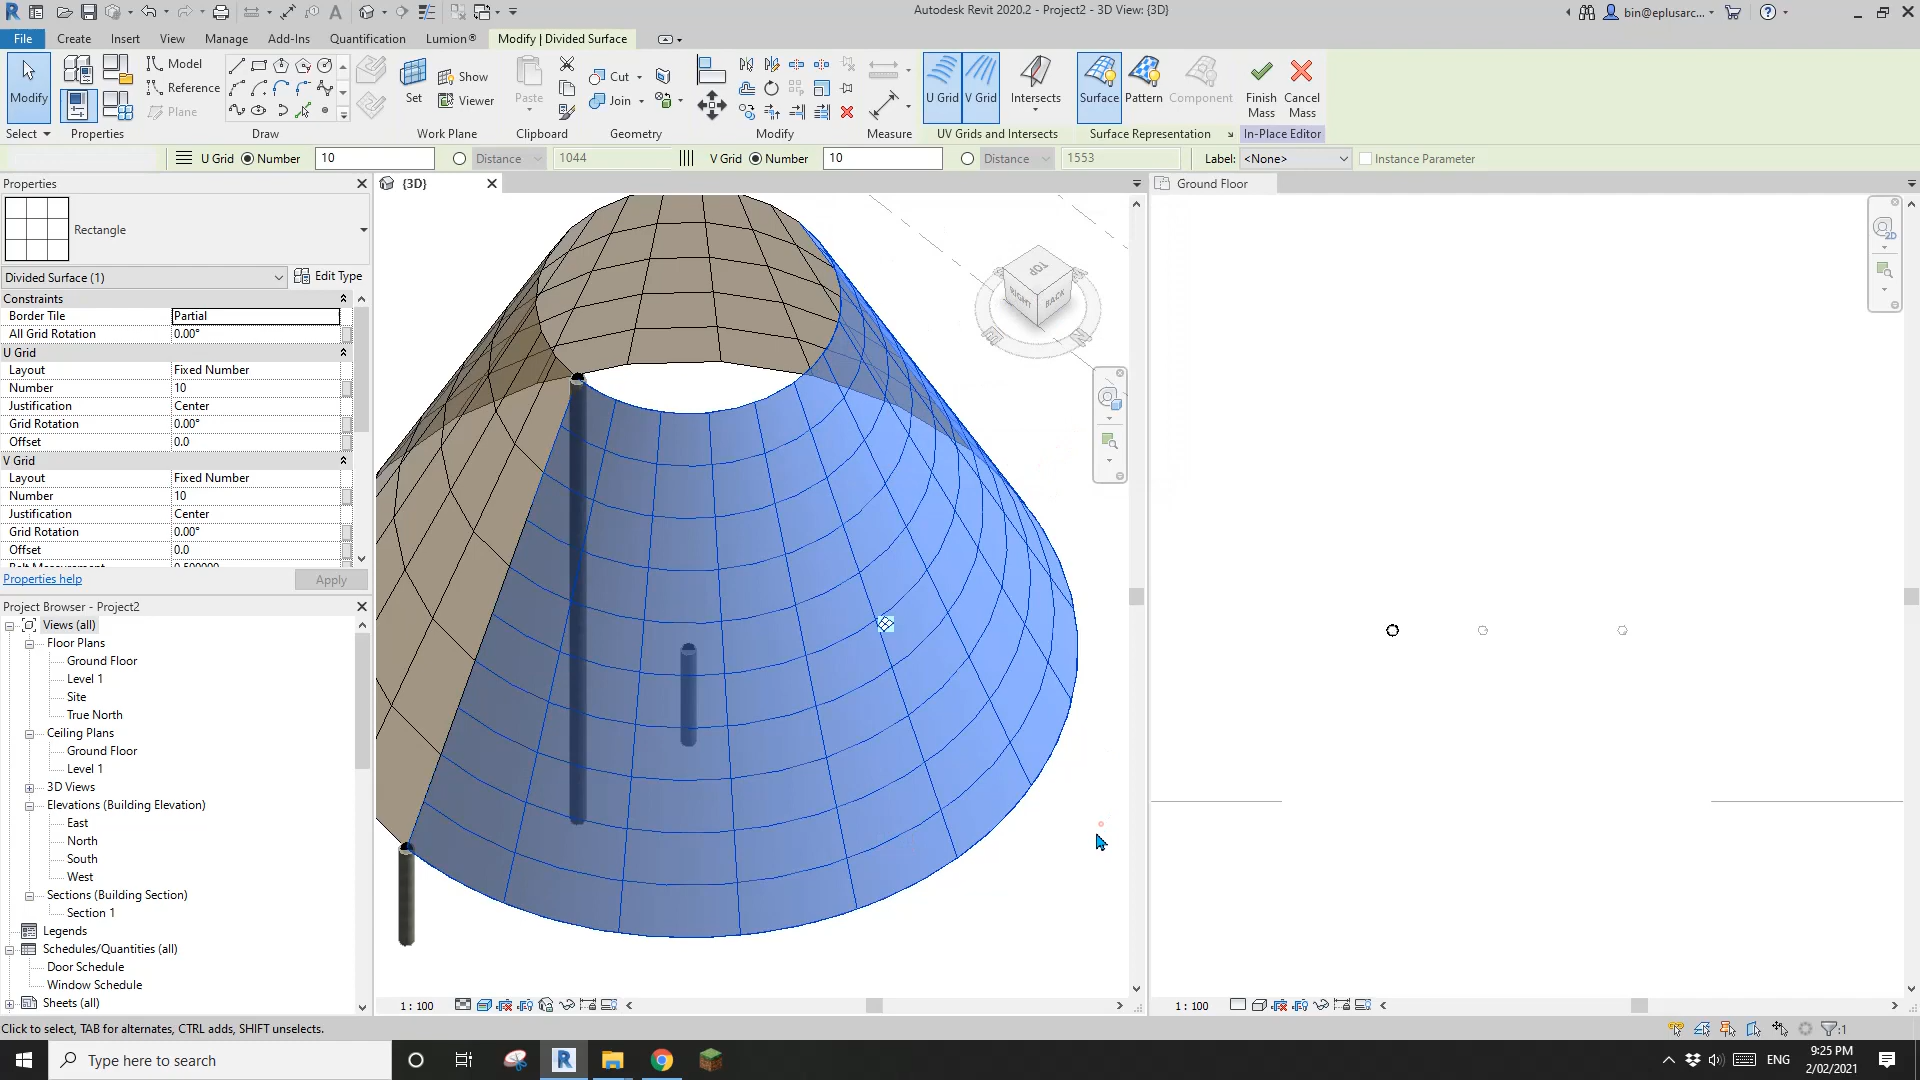 Autodesk Revit 2020.2 - Project2 - 3D View: {3D}
bin@eplusarc...
File
Create
Insert
View
Manage
Add-Ins
Quantification
Lumion®
Modify | Divided Surface
Modify
Model
Reference
Plane
Set
Show
Viewer
Paste
Cut
Join
U Grid
V Grid
Intersects
Surface
Pattern
Component
Finish Mass
Cancel Mass
Select
Properties
Draw
Work Plane
Clipboard
Geometry
Modify
Measure
UV Grids and Intersects
Surface Representation
In-Place Editor
U Grid
Number
10
Distance
1044
V Grid
Number
10
Distance
1553
Label:
<None>
Instance Parameter
Properties
{3D}
Ground Floor
Rectangle
Divided Surface (1)
Edit Type
Constraints
Border Tile
Partial
All Grid Rotation
0.00°
U Grid
Layout
Fixed Number
Number
10
Justification
Center
Grid Rotation
0.00°
Offset
0.0
V Grid
Layout
Fixed Number
Number
10
Justification
Center
Grid Rotation
0.00°
Offset
0.0
Properties help
Apply
Project Browser - Project2
Views (all)
Floor Plans
Ground Floor
Level 1
Site
True North
Ceiling Plans
Ground Floor
Level 1
3D Views
Elevations (Building Elevation)
East
North
South
West
Sections (Building Section)
Section 1
Legends
Schedules/Quantities (all)
Door Schedule
Window Schedule
Sheets (all)
TOP
RIGHT
BACK
2D
1 : 100
1 : 100
Click to select, TAB for alternates, CTRL adds, SHIFT unselects.
:1
Type here to search
ENG
9:25 PM
2/02/2021